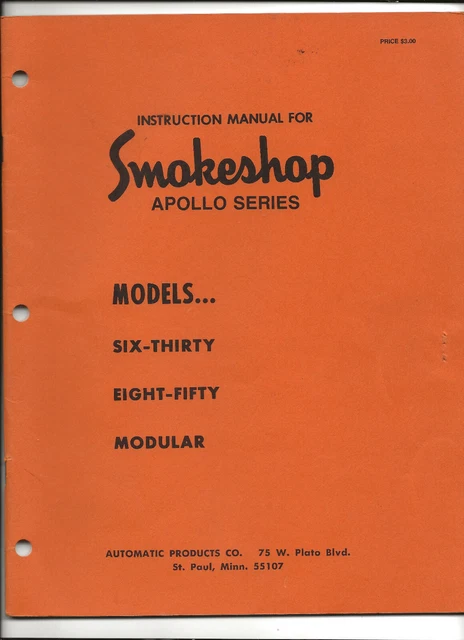 PRICE $3.00
INSTRUCTION MANUAL FOR
Smokeshop
APOLLO SERIES
MODELS...
SIX-THIRTY
EIGHT-FIFTY
MODULAR
AUTOMATIC PRODUCTS CO. 75 W. Plato Blvd.
St. Paul, Minn. 55107